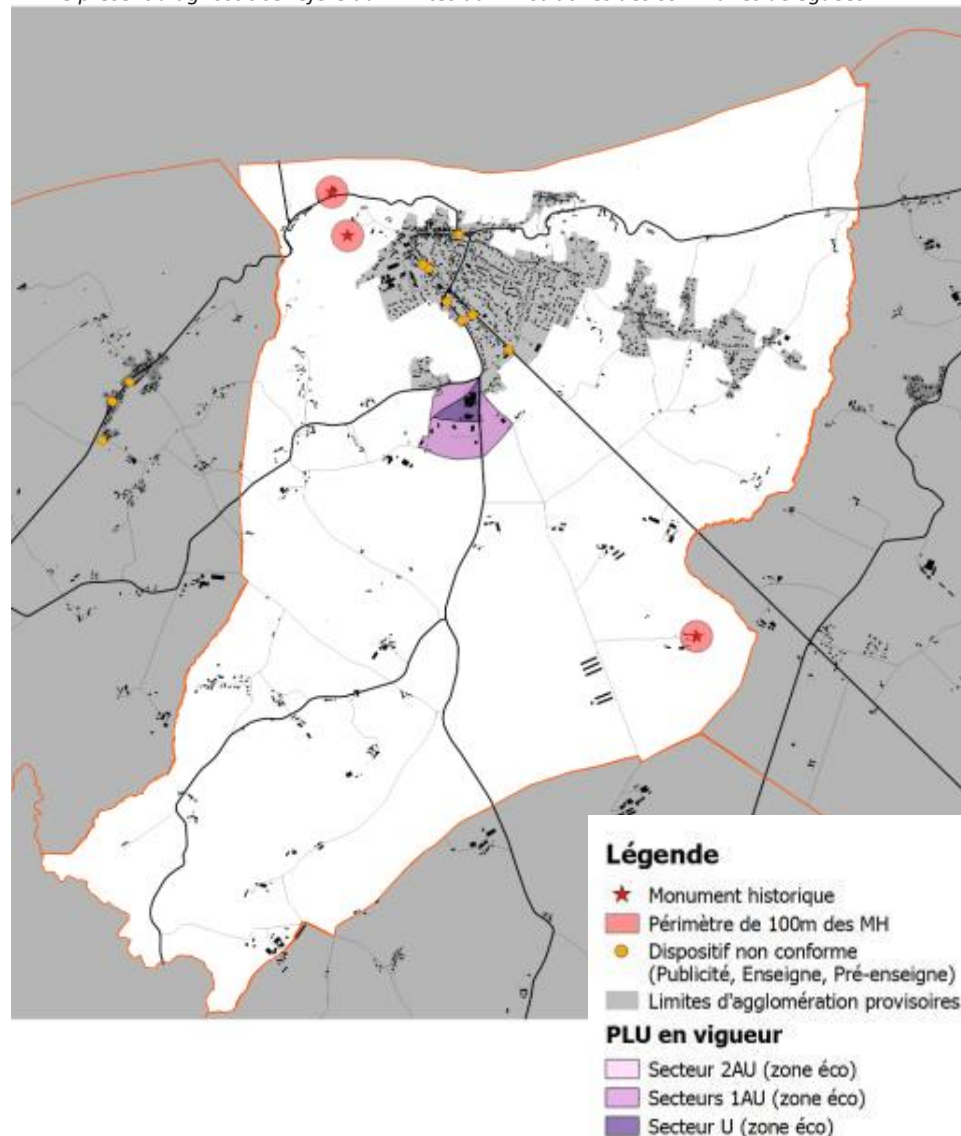 Légende
Monument historique
Périmètre de 100m des MH
Dispositif non conforme
(Publicité, Enseigne, Pré-enseigne)
Limites d'agglomération provisoires
PLU en vigueur
Secteur 2AU (zone éco)
Secteurs 1AU (zone éco)
Secteur U (zone éco)